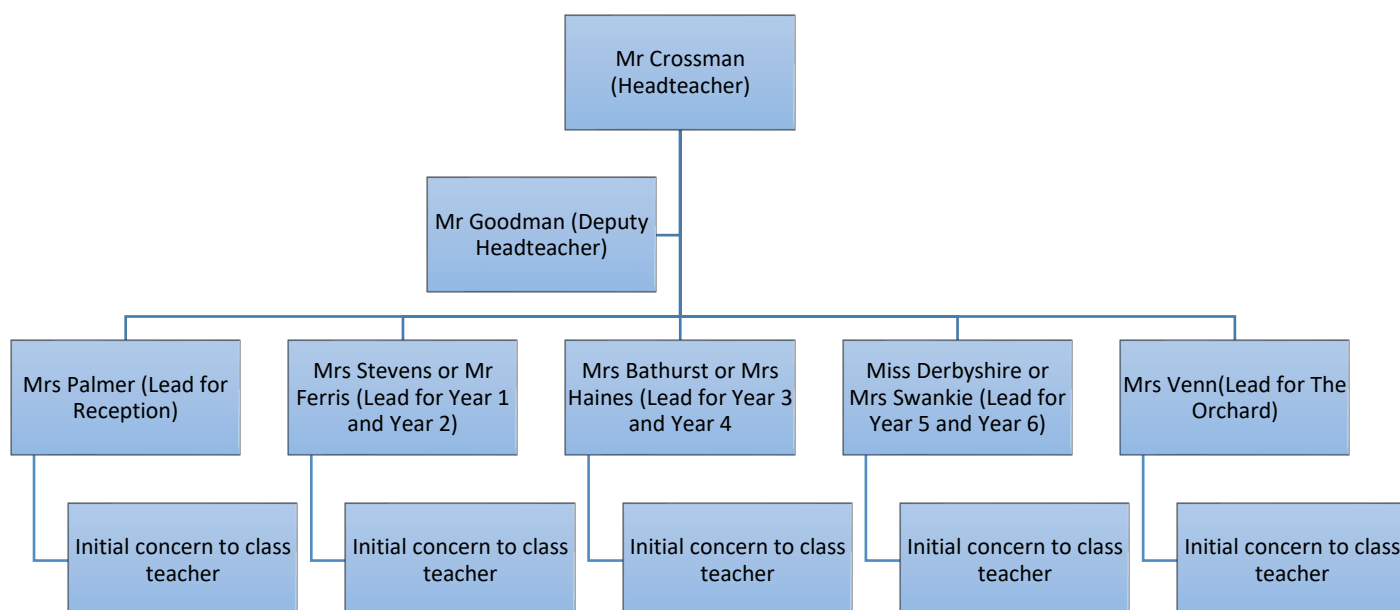 Mr Crossman
(Headteacher)
Mr Goodman (Deputy
Headteacher)
Mrs Palmer (Lead for
Reception)
Mrs Stevens or Mr
Ferris (Lead for Year 1
and Year 2)
Mrs Bathurst or Mrs
Haines (Lead for Year 3
and Year 4
Miss Derbyshire or
Mrs Swankie (Lead for
Year 5 and Year 6)
Mrs Venn(Lead for The
Orchard)
Initial concern to class
teacher
Initial concern to class
teacher
Initial concern to class
teacher
Initial concern to class
teacher
Initial concern to class
teacher